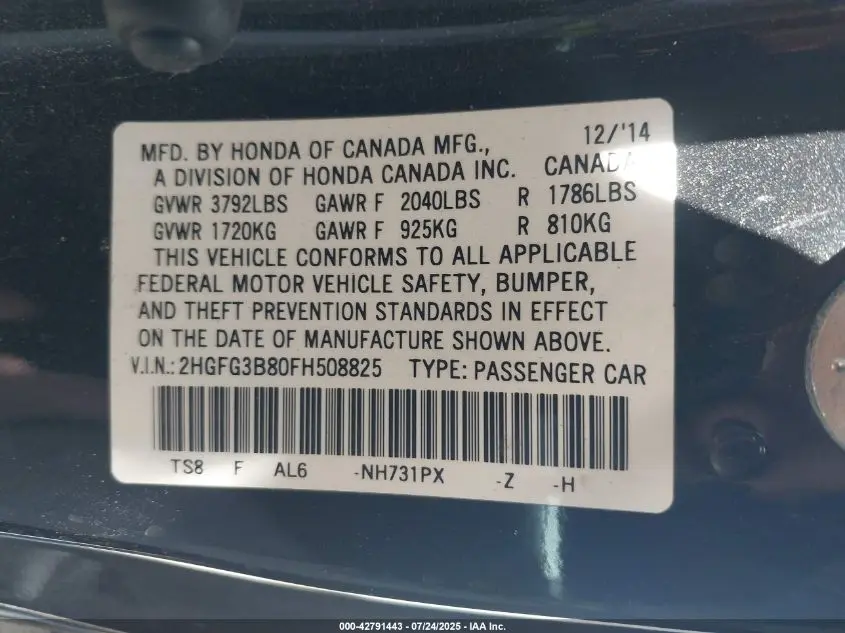 MFD. BY HONDA OF CANADA MFG., 12/'14
A DIVISION OF HONDA CANADA INC. CANADA
GVWR 3792LBS GAWR F 2040LBS R 1786LBS
GVWR 1720KG GAWR F 925KG R 810KG
THIS VEHICLE CONFORMS TO ALL APPLICABLE
FEDERAL MOTOR VEHICLE SAFETY, BUMPER,
AND THEFT PREVENTION STANDARDS IN EFFECT
ON THE DATE OF MANUFACTURE SHOWN ABOVE.
V.I.N.: 2HGFG3B80FH508825 TYPE: PASSENGER CAR
TS8 F AL6 -NH731PX -Z -H
000-42791443 - 07/24/2025 - IAA Inc.